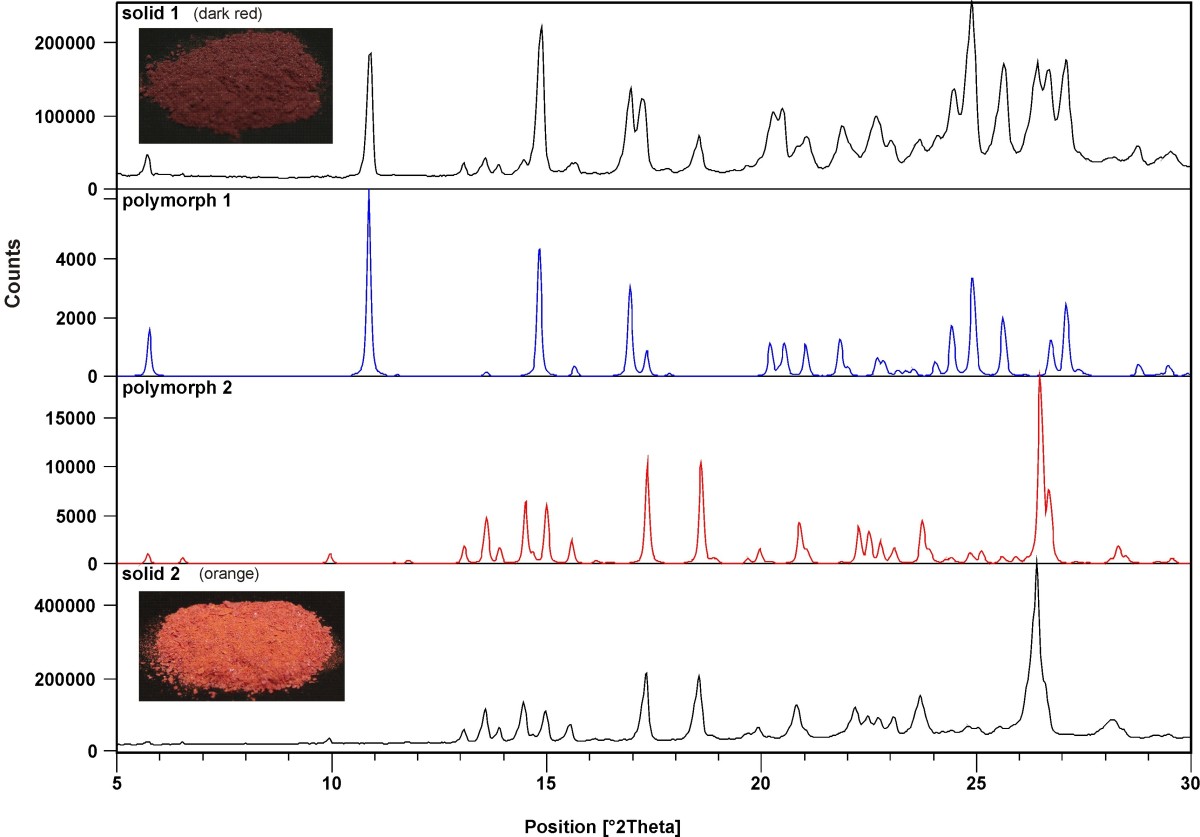 solid 1 (dark red)
200000
100000
0
polymorph 1
4000
2000
0
polymorph 2
15000
10000
5000
0
solid 2 (orange)
400000
200000
0
Counts
5 10 15 20 25 30
Position [°2Theta]